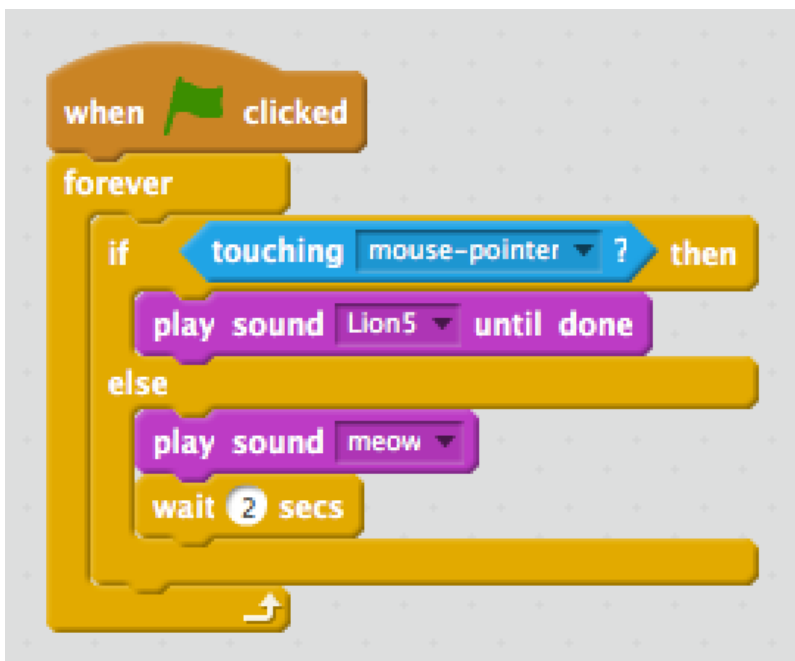 when clicked
forever
if touching mouse-pointer ? then
play sound Lion5 until done
else
play sound meow
wait 2 secs